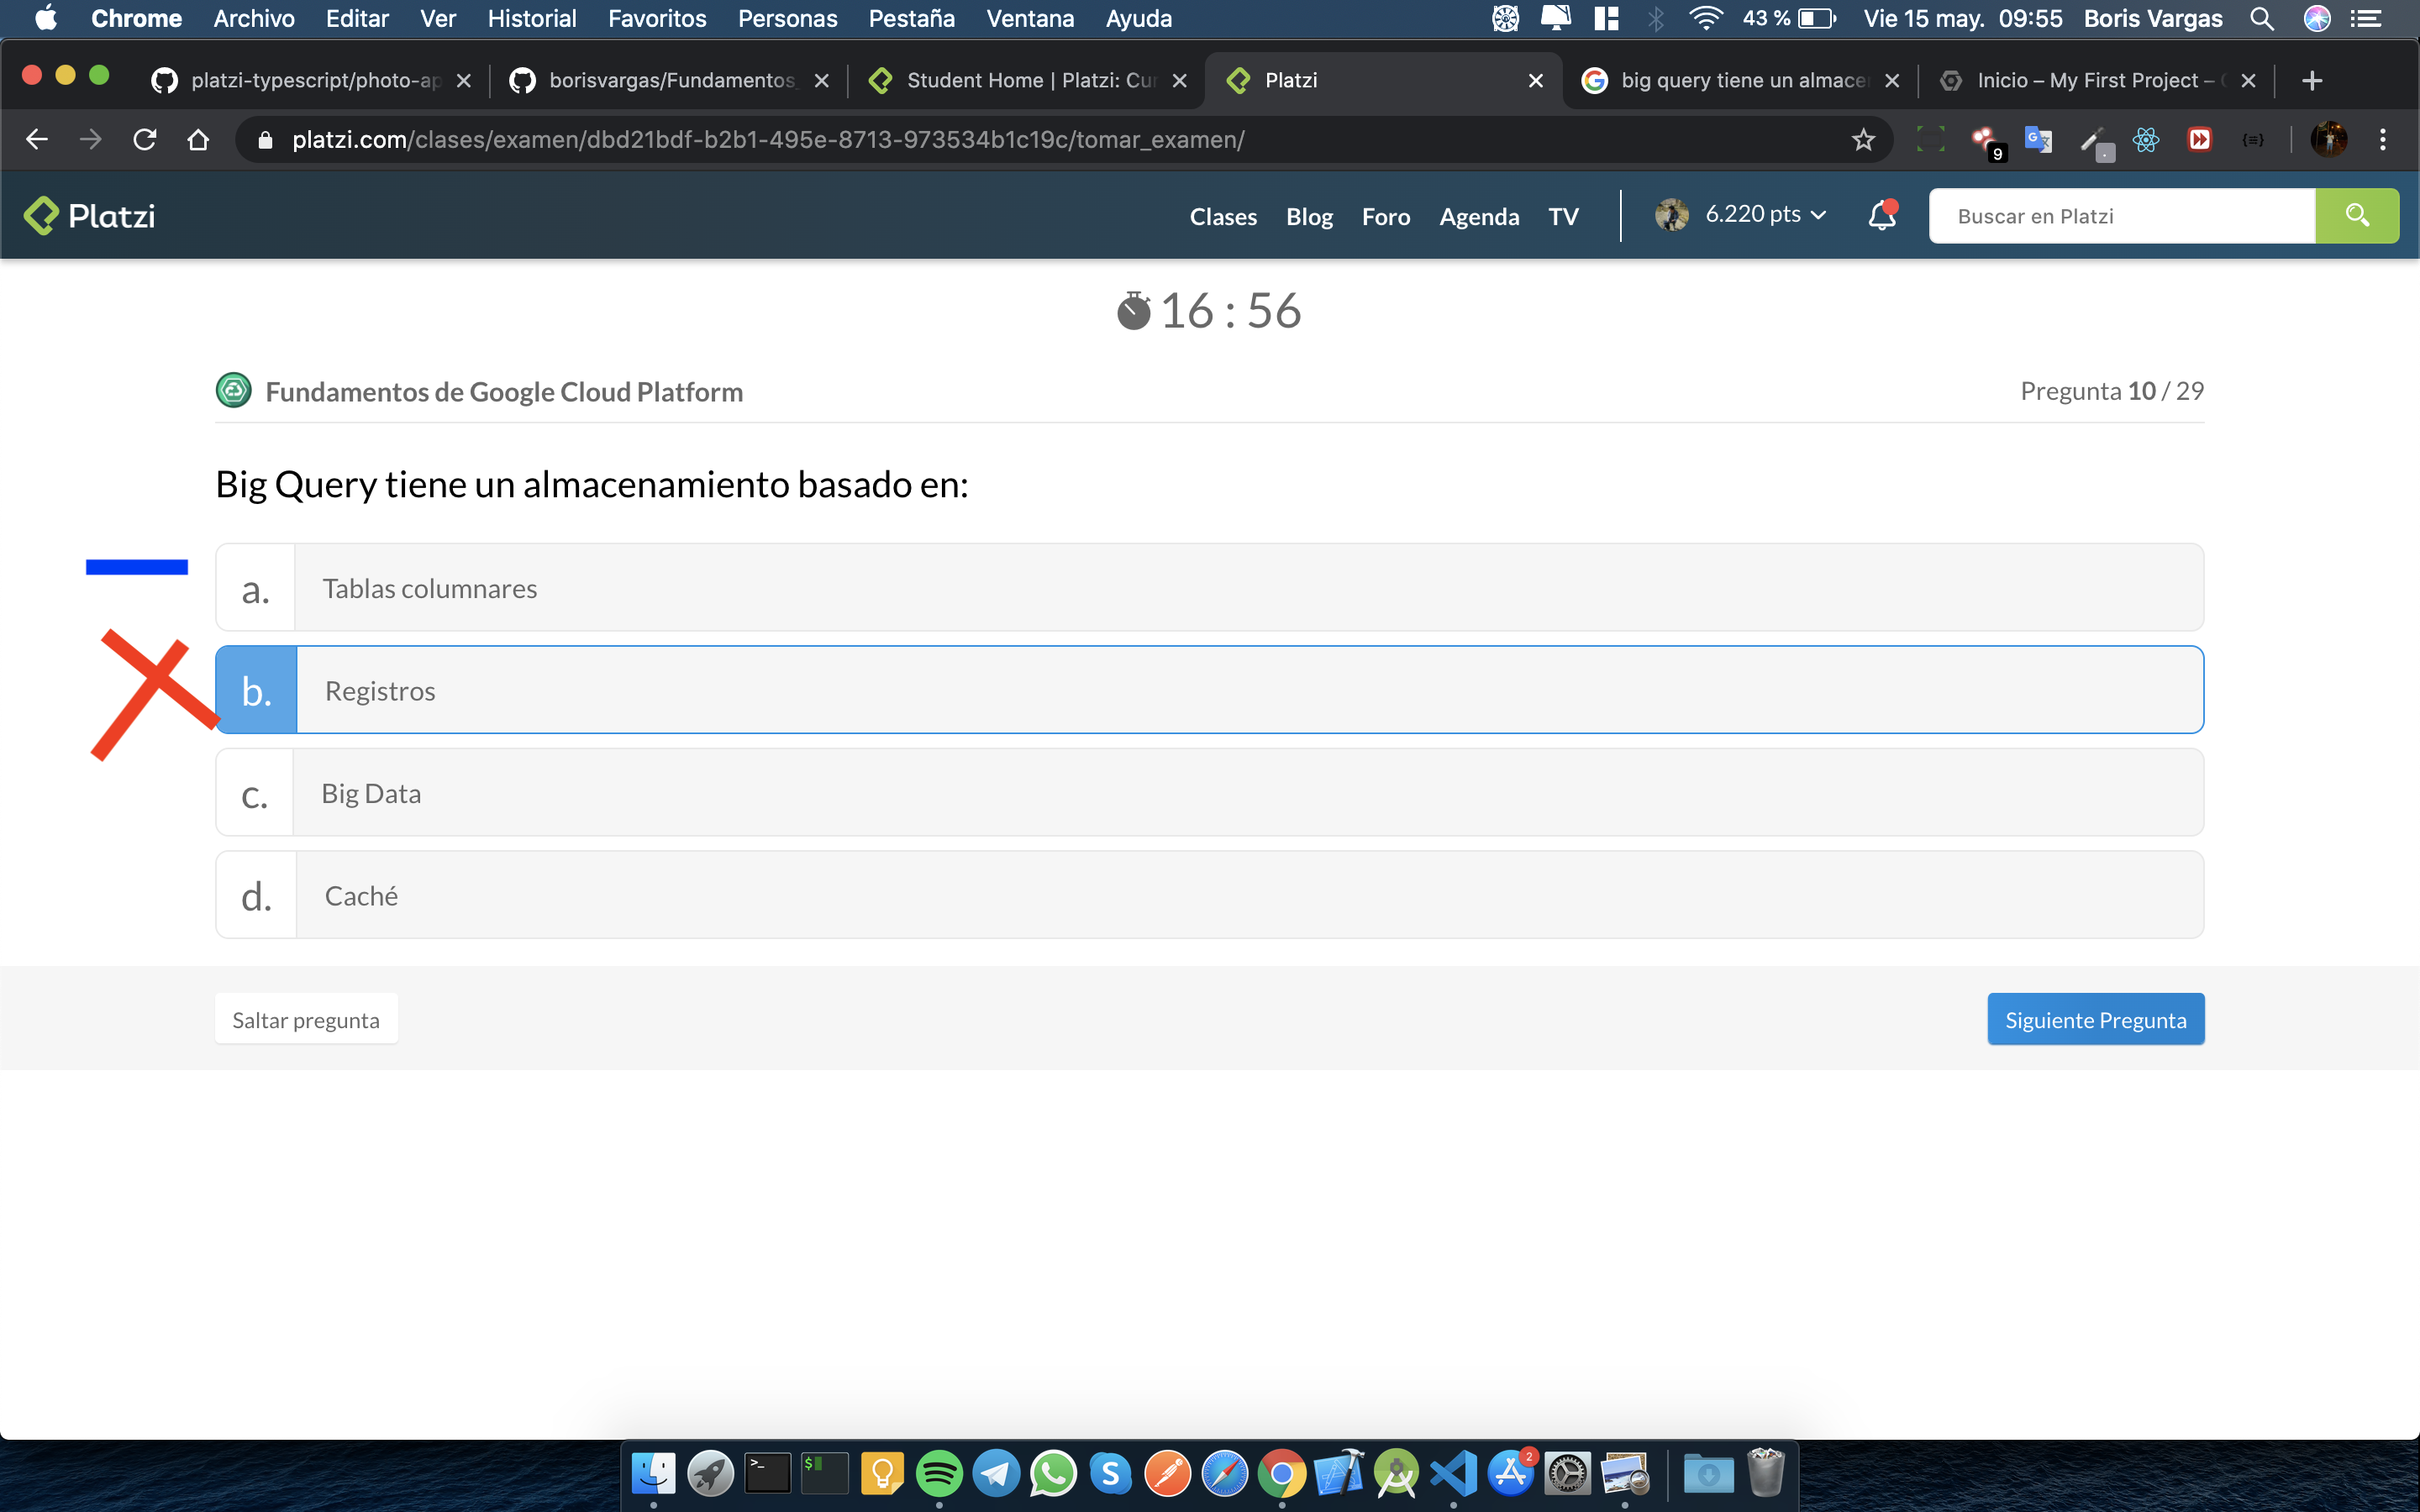 Chrome Archivo Editar Ver Historial Favoritos Personas Pestaña Ventana Ayuda 43 % Vie 15 may. 09:55 Boris Vargas
platzi-typescript/photo-ap borisvargas/Fundamentos_ Student Home | Platzi: Cur Platzi big query tiene un almacen Inicio – My First Project –
platzi.com/clases/examen/dbd21bdf-b2b1-495e-8713-973534b1c19c/tomar_examen/ 9
Platzi Clases Blog Foro Agenda TV 6.220 pts Buscar en Platzi
16 : 56
Fundamentos de Google Cloud Platform Pregunta 10 / 29
Big Query tiene un almacenamiento basado en:
a. Tablas columnares
b. Registros
c. Big Data
d. Caché
Saltar pregunta Siguiente Pregunta
2